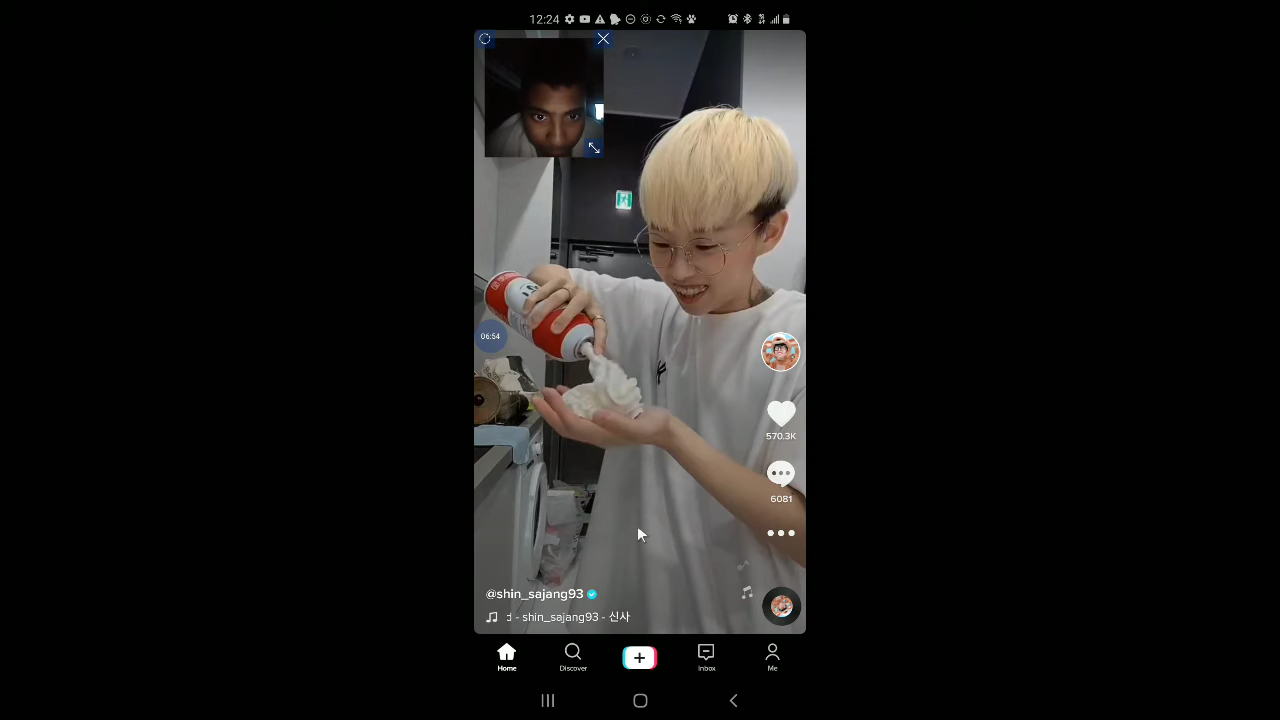 12:24
06:54
570.3K
6081
@shin_sajang93
d - shin_sajang93 - 신사
Home
Discover
Inbox
Me